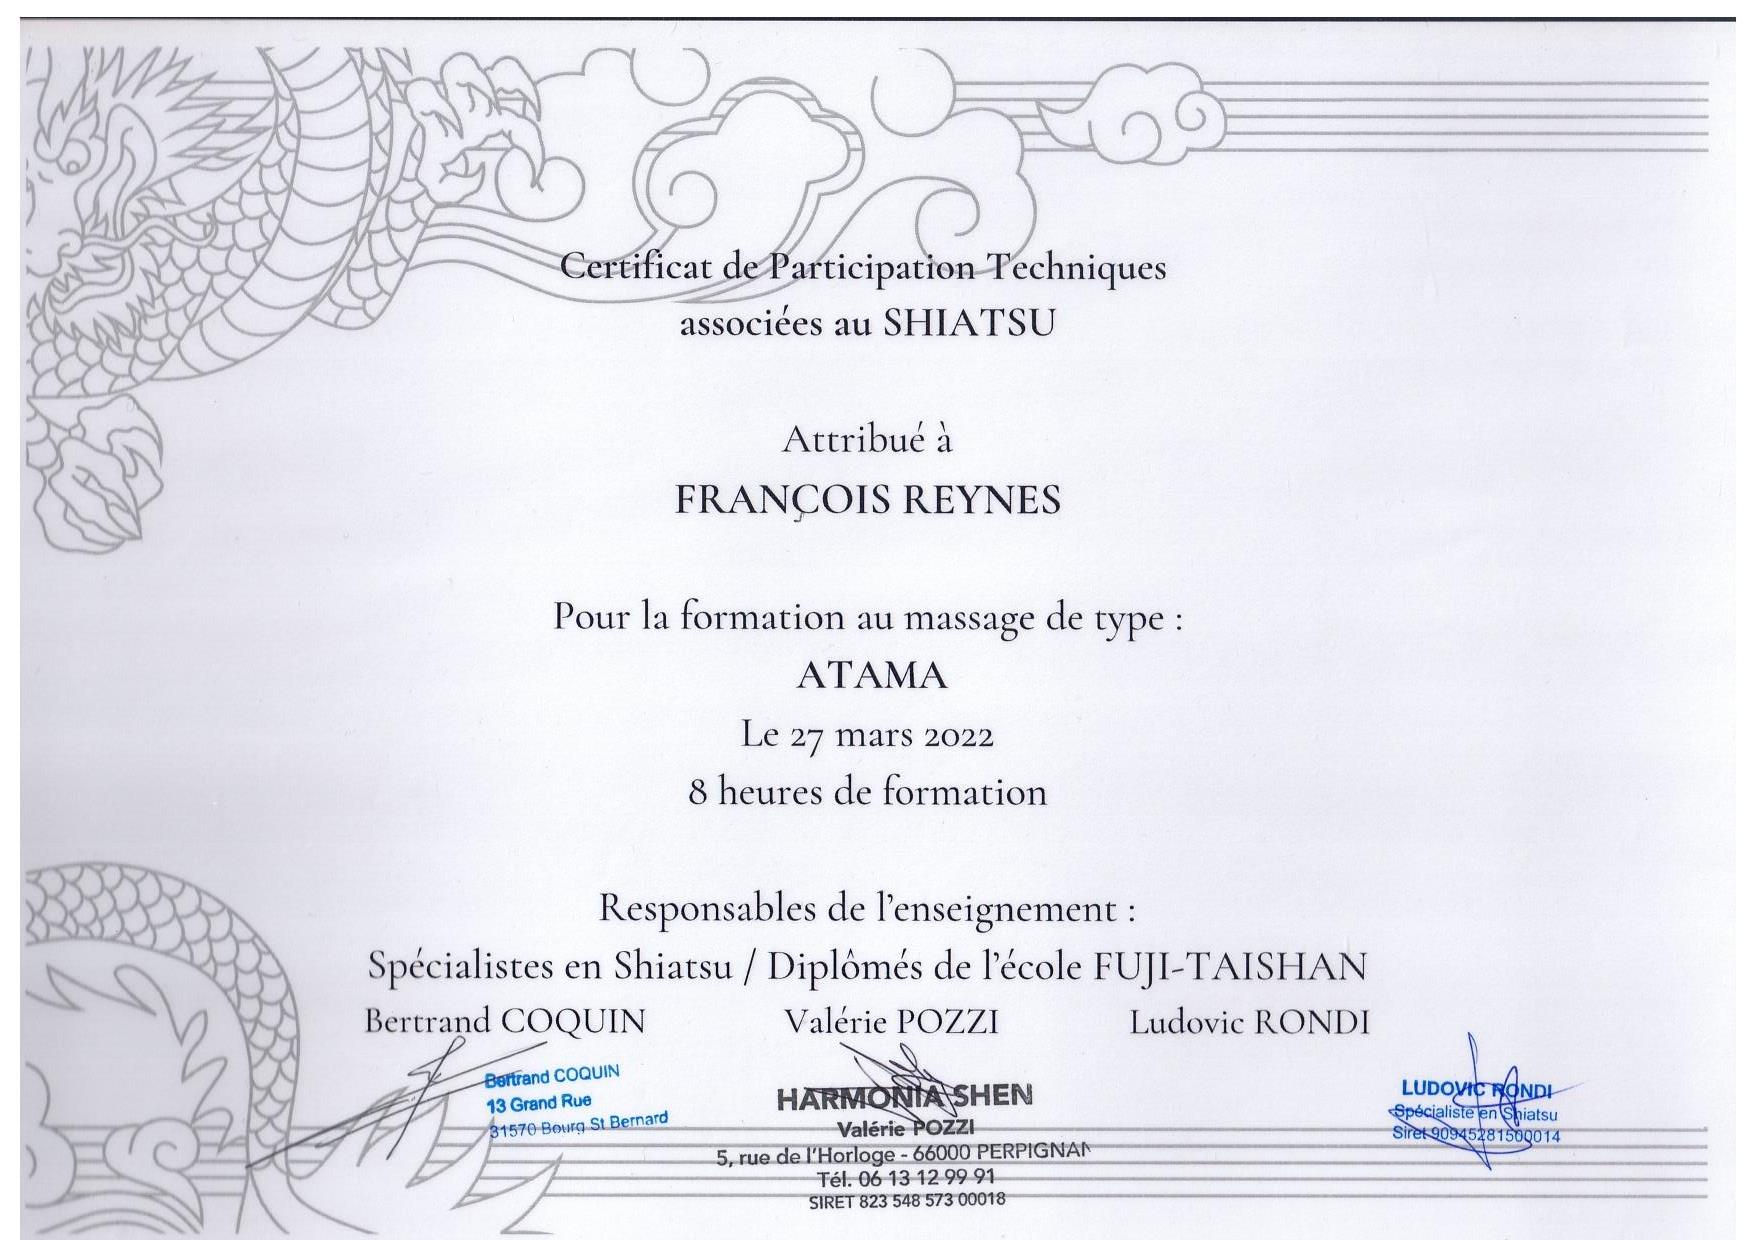 Certificat de Participation Techniques
associées au SHIATSU
Attribué à
FRANÇOIS REYNES
Pour la formation au massage de type :
ATAMA
Le 27 mars 2022
8 heures de formation
Responsables de l'enseignement :
Spécialistes en Shiatsu / Diplômés de l'école FUJI-TAISHAN
Bertrand COQUIN Valérie POZZI Ludovic RONDI
Bertrand COQUIN
13 Grand Rue
31570 Bourg St Bernard
HARMONIA SHEN
Valérie POZZI
5, rue de l'Horloge - 66000 PERPIGNAN
Tél. 06 13 12 99 91
SIRET 823 548 573 00018
LUDOVIC RONDI
Spécialiste en Shiatsu
Siret 90945281500014